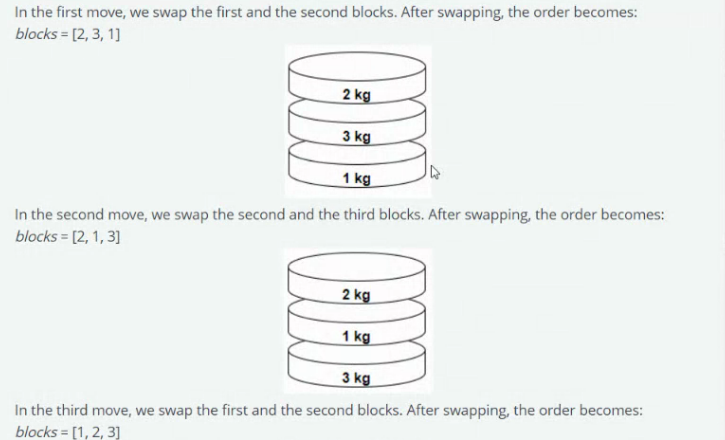 In the first move, we swap the first and the second blocks. After swapping, the order becomes:
blocks = [2, 3, 1]
2 kg
3 kg
1 kg
In the second move, we swap the second and the third blocks. After swapping, the order becomes:
blocks = [2, 1, 3]
2 kg
1 kg
3 kg
In the third move, we swap the first and the second blocks. After swapping, the order becomes:
blocks = [1, 2, 3]